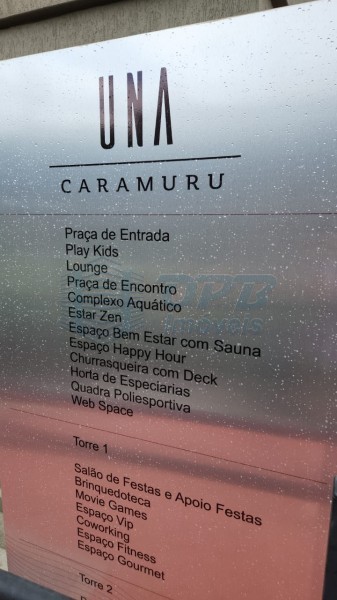 UNA
CARAMURU
Praça de Entrada
Play Kids
Lounge
Praça de Encontro
Complexo Aquático
Estar Zen
Espaço Bem Estar com Sauna
Espaço Happy Hour
Churrasqueira com Deck
Horta de Especiarias
Quadra Poliesportiva
Web Space
Torre 1
Salão de Festas e Apoio Festas
Brinquedoteca
Movie Games
Espaço Vip
Coworking
Espaço Fitness
Espaço Gourmet
Torre 2